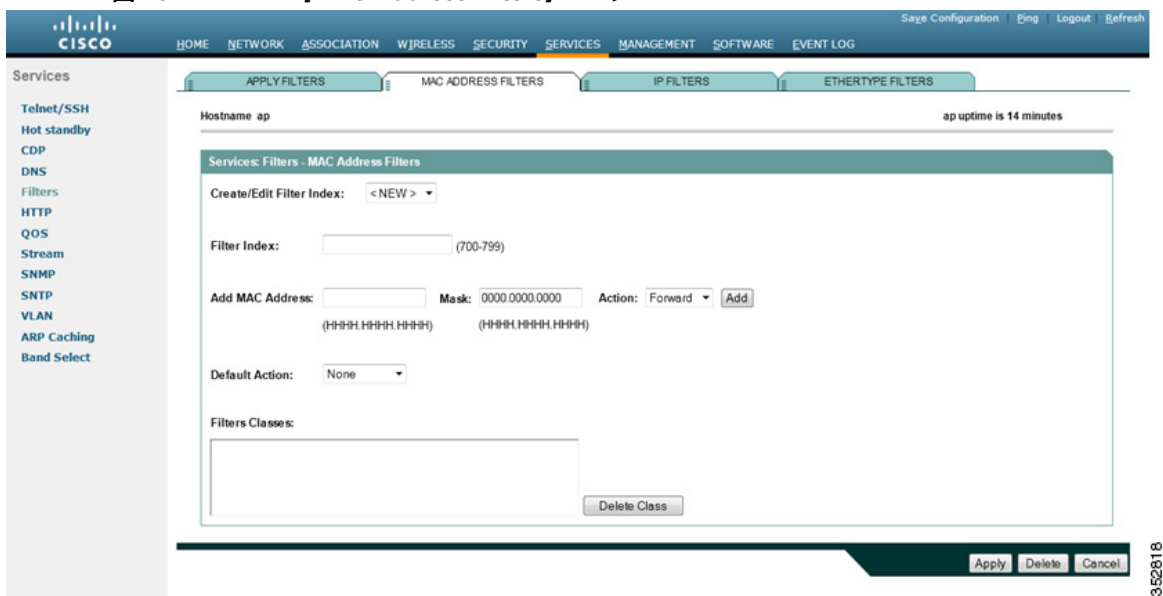 Save Configuration | Ping | Logout | Refresh
CISCO
HOME NETWORK ASSOCIATION WIRELESS SECURITY SERVICES MANAGEMENT SOFTWARE EVENT LOG
Services
Telnet/SSH
Hot standby
CDP
DNS
Filters
HTTP
QOS
Stream
SNMP
SNTP
VLAN
ARP Caching
Band Select
APPLY FILTERS MAC ADDRESS FILTERS IP FILTERS ETHERTYPE FILTERS
Hostname ap ap uptime is 14 minutes
Services: Filters - MAC Address Filters
Create/Edit Filter Index: < NEW >
Filter Index: (700-799)
Add MAC Address: Mask: 0000.0000.0000 Action: Forward Add
(HHHH.HHHH.HHHH) (HHHH.HHHH.HHHH)
Default Action: None
Filters Classes:
Delete Class
Apply Delete Cancel
352818